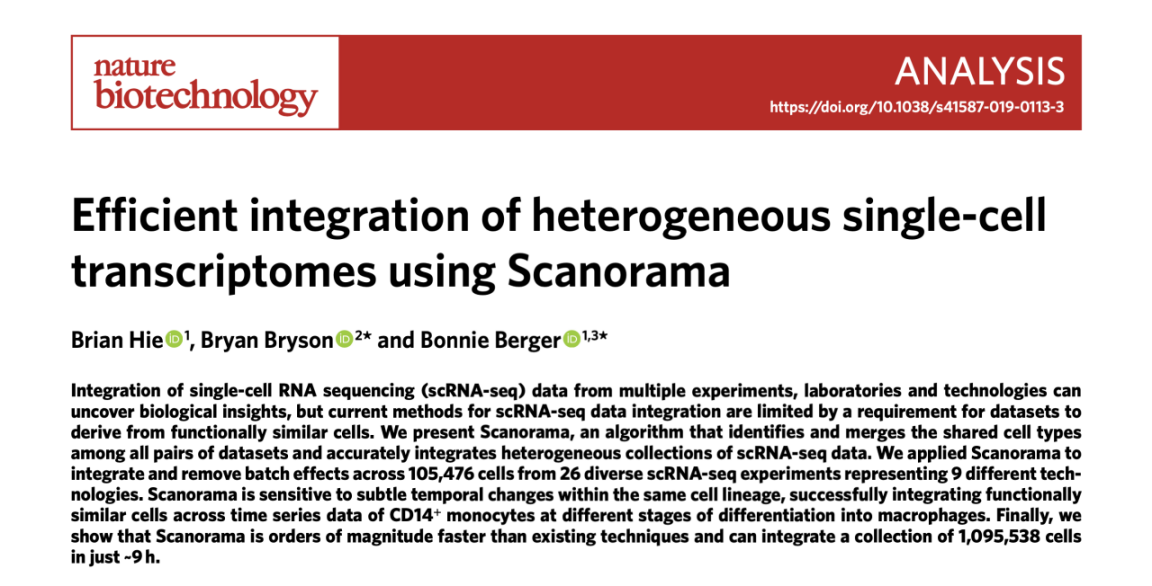 nature
biotechnology
ANALYSIS
https://doi.org/10.1038/s41587-019-0113-3
Efficient integration of heterogeneous single-cell
transcriptomes using Scanorama
Brian Hie iD 1, Bryan Bryson iD 2* and Bonnie Berger iD 1,3*
Integration of single-cell RNA sequencing (scRNA-seq) data from multiple experiments, laboratories and technologies can
uncover biological insights, but current methods for scRNA-seq data integration are limited by a requirement for datasets to
derive from functionally similar cells. We present Scanorama, an algorithm that identifies and merges the shared cell types
among all pairs of datasets and accurately integrates heterogeneous collections of scRNA-seq data. We applied Scanorama to
integrate and remove batch effects across 105,476 cells from 26 diverse scRNA-seq experiments representing 9 different tech-
nologies. Scanorama is sensitive to subtle temporal changes within the same cell lineage, successfully integrating functionally
similar cells across time series data of CD14+ monocytes at different stages of differentiation into macrophages. Finally, we
show that Scanorama is orders of magnitude faster than existing techniques and can integrate a collection of 1,095,538 cells
in just ~9 h.